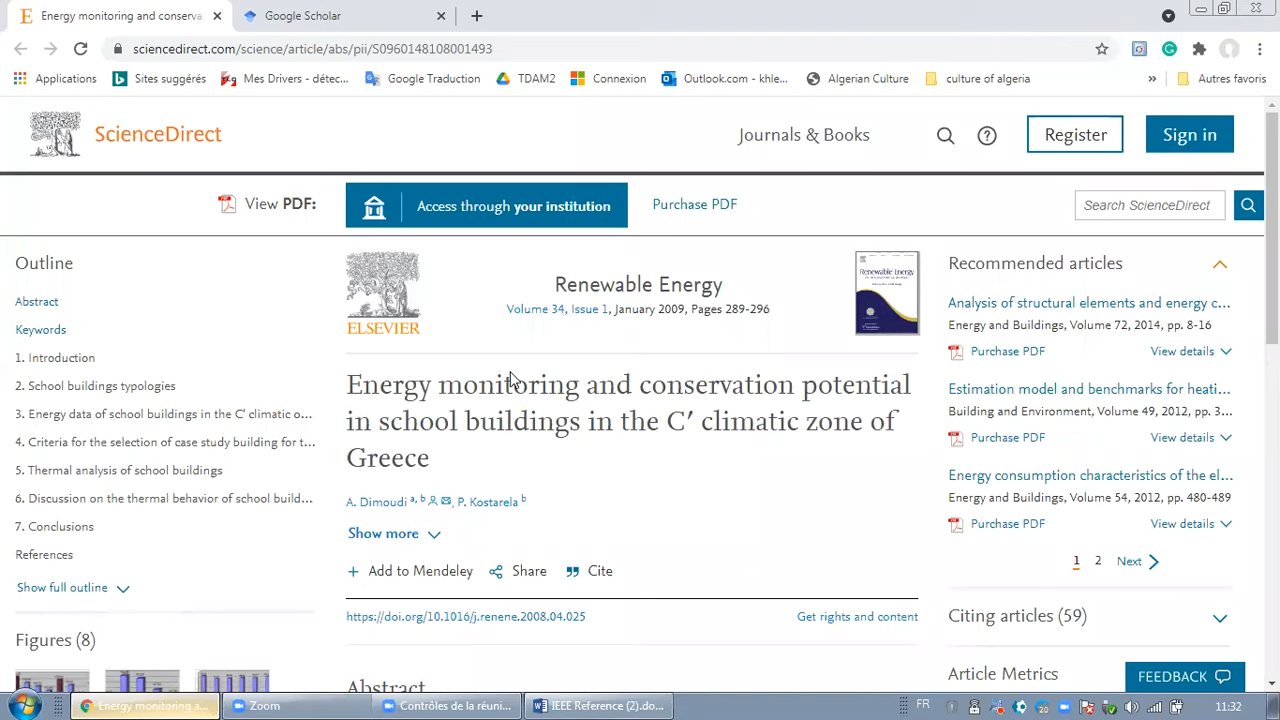 Energy monitoring and conserva
Google Scholar
sciencedirect.com/science/article/abs/pii/S0960148108001493
Applications
Sites suggérés
Mes Drivers - détec...
Google Traduction
TDAM2
Connexion
Outlook.com - khle...
Algerian Culture
culture of algeria
»
Autres favoris
ScienceDirect
Journals & Books
Register
Sign in
View PDF:
Access through your institution
Purchase PDF
Search ScienceDirect
Outline
Abstract
Keywords
1. Introduction
2. School buildings typologies
3. Energy data of school buildings in the C′ climatic o...
4. Criteria for the selection of case study building for t...
5. Thermal analysis of school buildings
6. Discussion on the thermal behavior of school build...
7. Conclusions
References
Show full outline
Figures (8)
ELSEVIER
Renewable Energy
Volume 34, Issue 1, January 2009, Pages 289-296
Renewable Energy
Energy monitoring and conservation potential
in school buildings in the C′ climatic zone of
Greece
A. Dimoudi a, b, P. Kostarela b
Show more
Add to Mendeley
Share
Cite
https://doi.org/10.1016/j.renene.2008.04.025
Get rights and content
Abstract
Recommended articles
Analysis of structural elements and energy c...
Energy and Buildings, Volume 72, 2014, pp. 8-16
Purchase PDF
View details
Estimation model and benchmarks for heati...
Building and Environment, Volume 49, 2012, pp. 3...
Purchase PDF
View details
Energy consumption characteristics of the el...
Energy and Buildings, Volume 54, 2012, pp. 480-489
Purchase PDF
View details
1 2 Next
Citing articles (59)
Article Metrics
FEEDBACK
Energy monitoring a...
Zoom
Contrôles de la réuni...
IEEE Reference (2).do...
FR
11:32